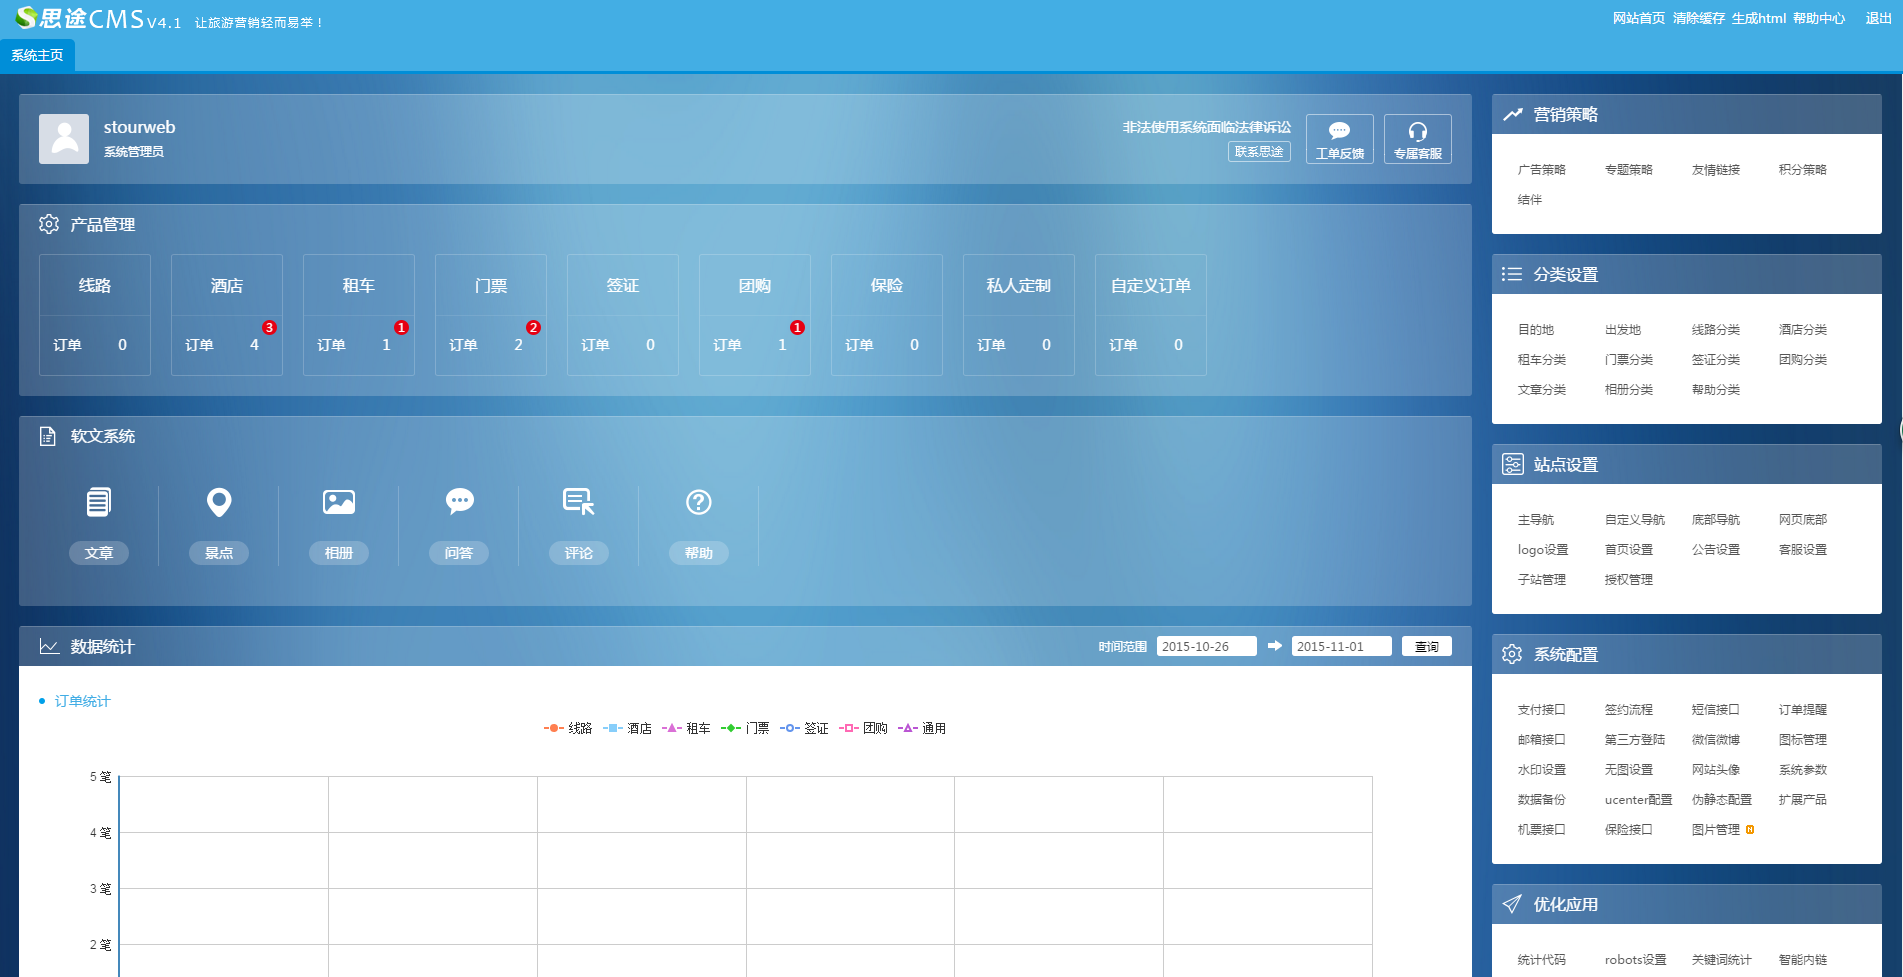 思途CMS V4.1 让旅游营销轻而易举！
网站首页 清除缓存 生成html 帮助中心 退出
系统主页
stourweb
系统管理员
非法使用系统面临法律诉讼
联系思途
工单反馈
专属客服
产品管理
线路 酒店 租车 门票 签证 团购 保险 私人定制 自定义订单
3 1 2 1
订单 0 订单 4 订单 1 订单 2 订单 0 订单 1 订单 0 订单 0 订单 0
软文系统
文章 景点 相册 问答 评论 帮助
数据统计
时间范围 2015-10-26 2015-11-01 查询
订单统计
线路 酒店 租车 门票 签证 团购 通用
5 笔
4 笔
3 笔
2 笔
营销策略
广告策略 专题策略 友情链接 积分策略
结伴
分类设置
目的地 出发地 线路分类 酒店分类
租车分类 门票分类 签证分类 团购分类
文章分类 相册分类 帮助分类
站点设置
主导航 自定义导航 底部导航 网页底部
logo设置 首页设置 公告设置 客服设置
子站管理 授权管理
系统配置
支付接口 签约流程 短信接口 订单提醒
邮箱接口 第三方登陆 微信微博 图标管理
水印设置 无图设置 网站头像 系统参数
数据备份 ucenter配置 伪静态配置 扩展产品
机票接口 保险接口 图片管理
优化应用
统计代码 robots设置 关键词统计 智能内链